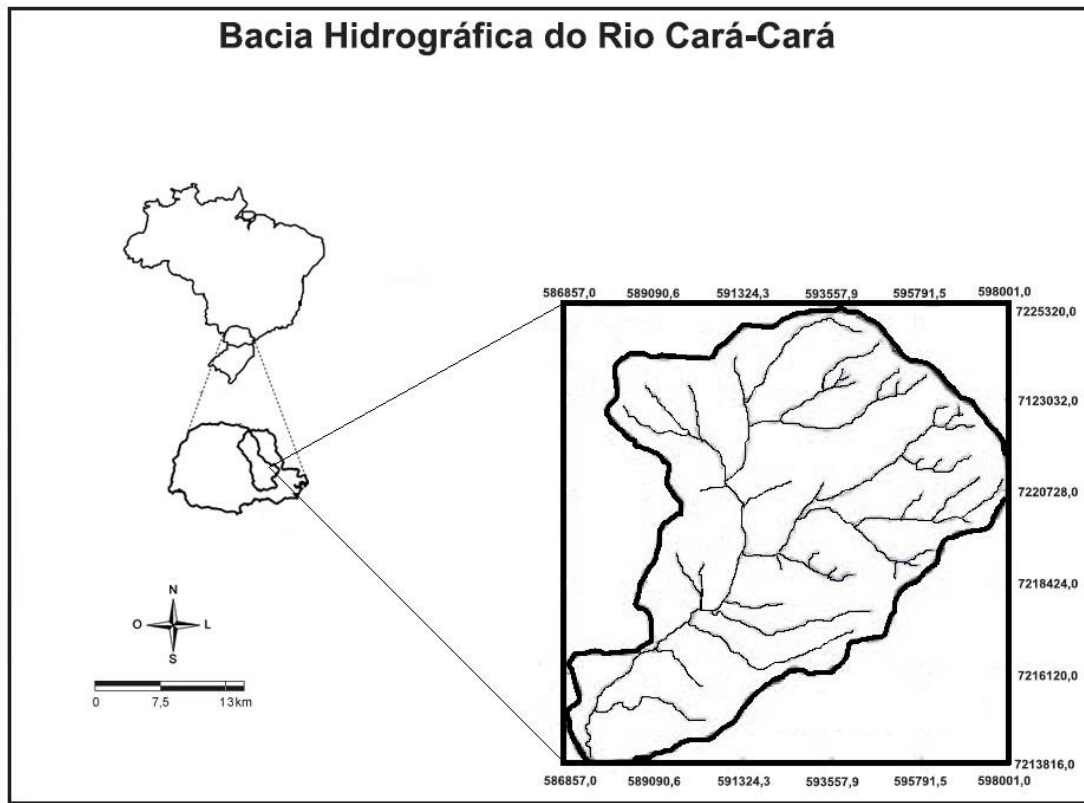 Bacia Hidrográfica do Rio Cará-Cará
586857,0 589090,6 591324,3 593557,9 595791,5 598001,0
7225320,0
7123032,0
7220728,0
7218424,0
7216120,0
7213816,0
N
O L
S
0 7,5 13km
586857,0 589090,6 591324,3 593557,9 595791,5 598001,0